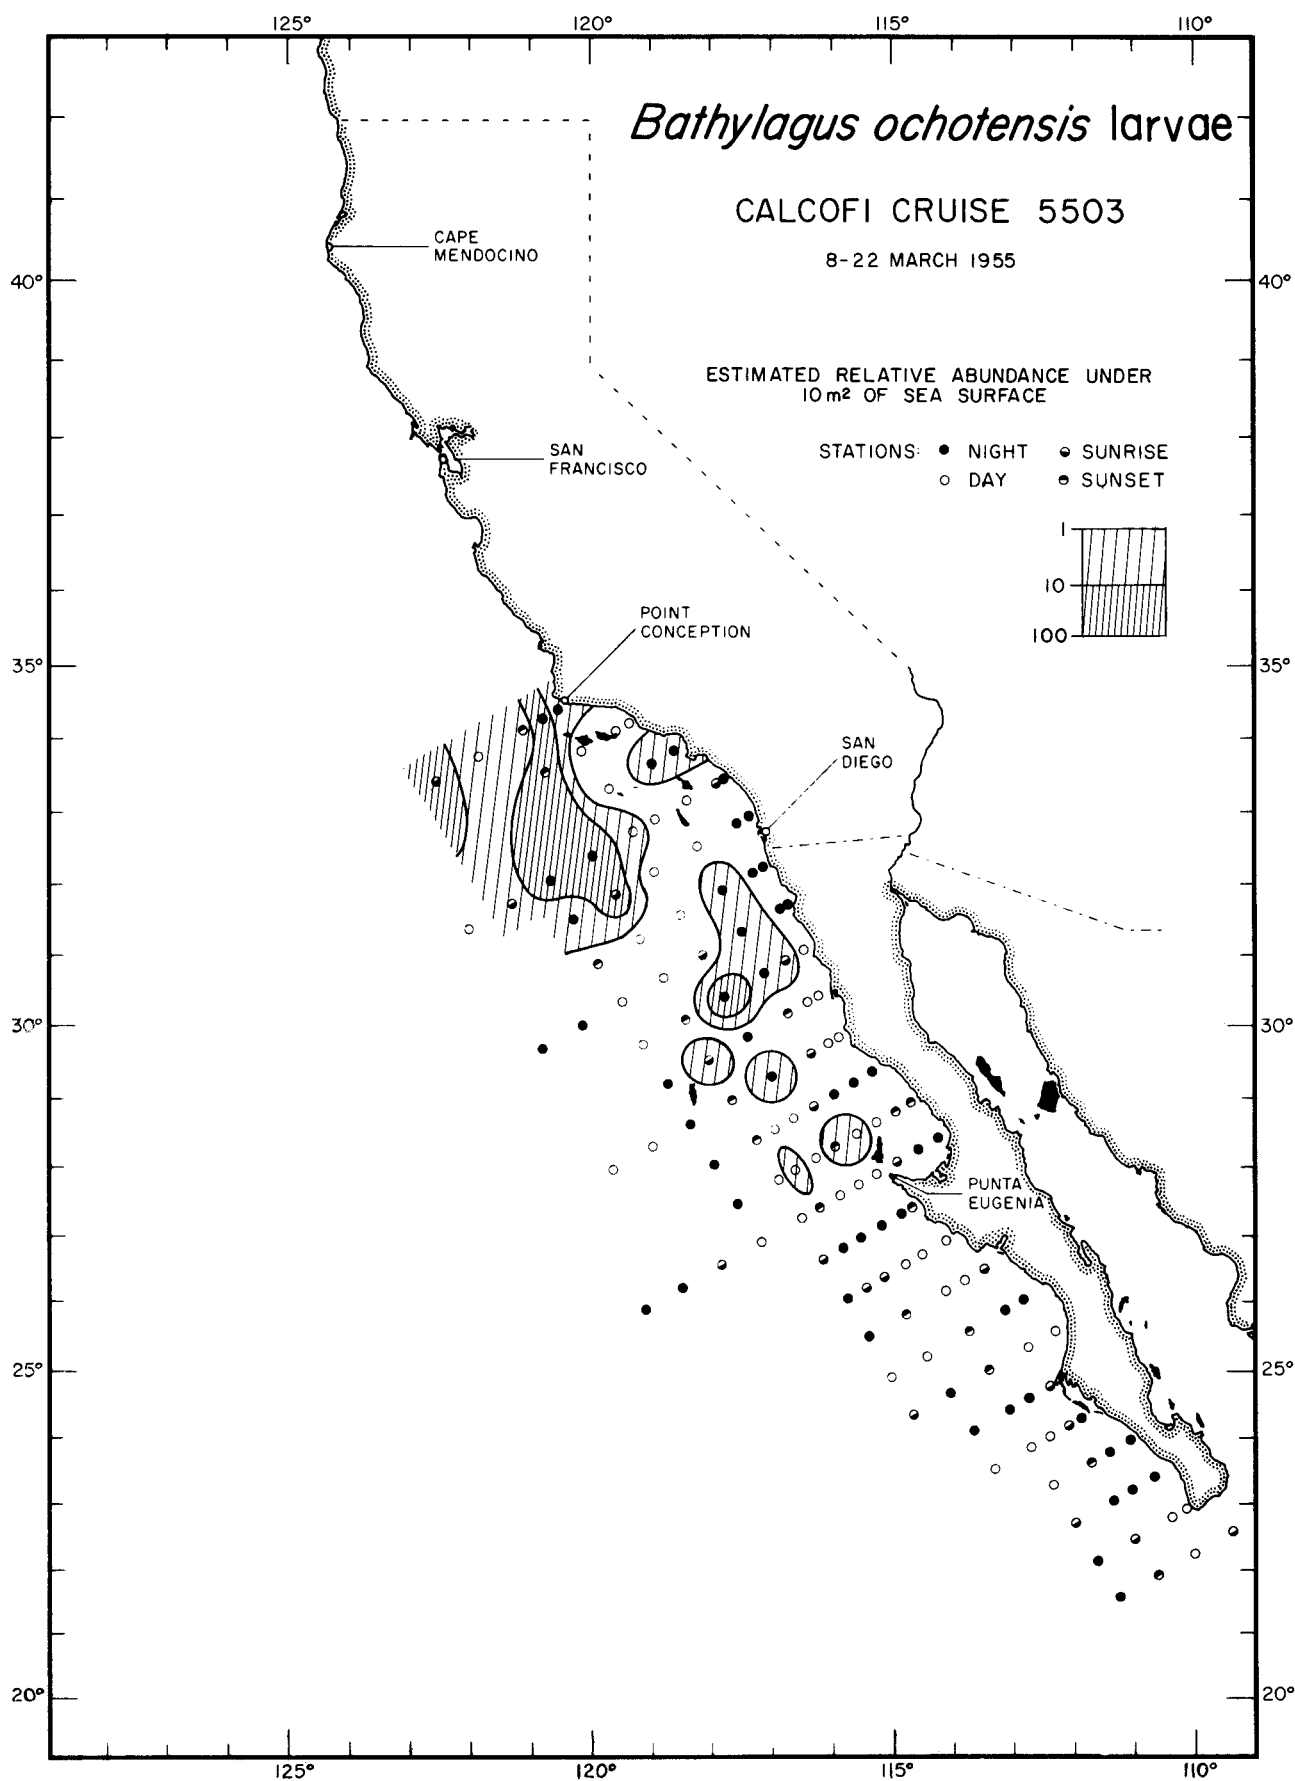 125° 120° 115° 110°
Bathylagus ochotensis larvae
CALCOFI CRUISE 5503
8-22 MARCH 1955
CAPE
MENDOCINO
40° 40°
ESTIMATED RELATIVE ABUNDANCE UNDER
10 m² OF SEA SURFACE
STATIONS: ● NIGHT ◒ SUNRISE
○ DAY ◓ SUNSET
SAN
FRANCISCO
1
10
100
POINT
CONCEPTION
35° 35°
SAN
DIEGO
30° 30°
PUNTA
EUGENIA
25° 25°
20° 20°
125° 120° 115° 110°